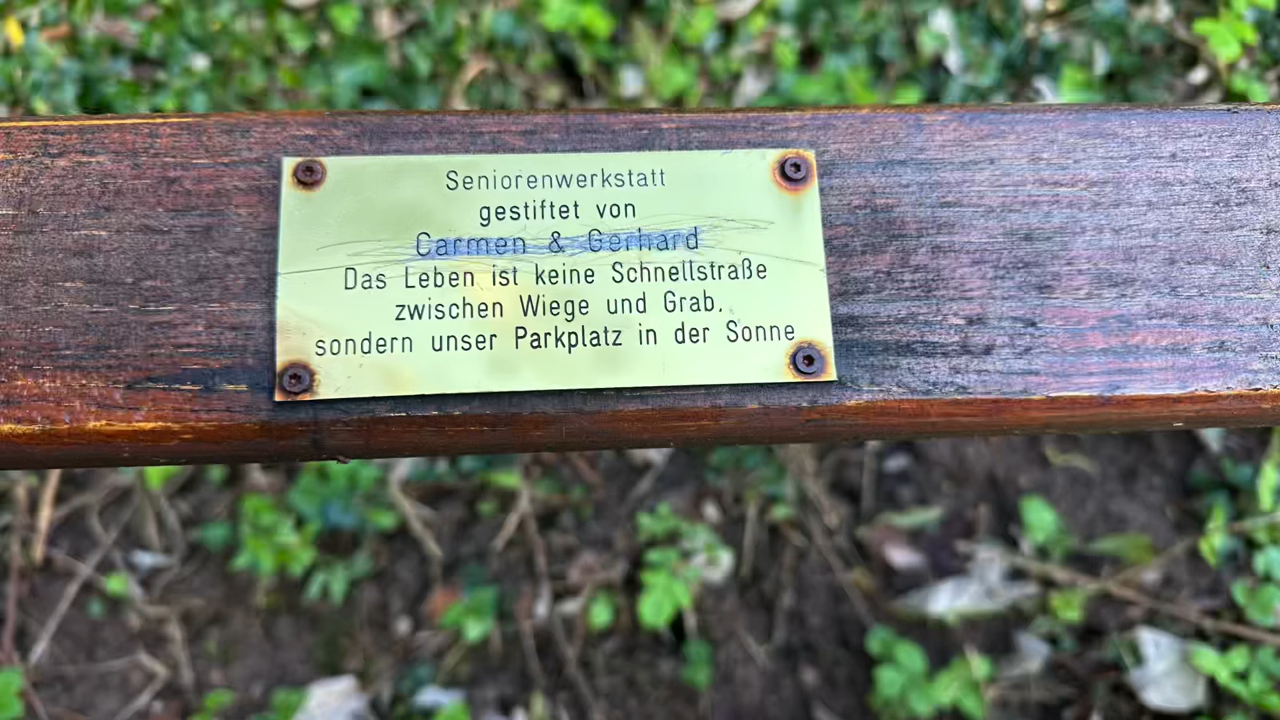 Seniorenwerkstatt
gestiftet von
Carmen & Gerhard
Das Leben ist keine Schnellstraße
zwischen Wiege und Grab.
sondern unser Parkplatz in der Sonne